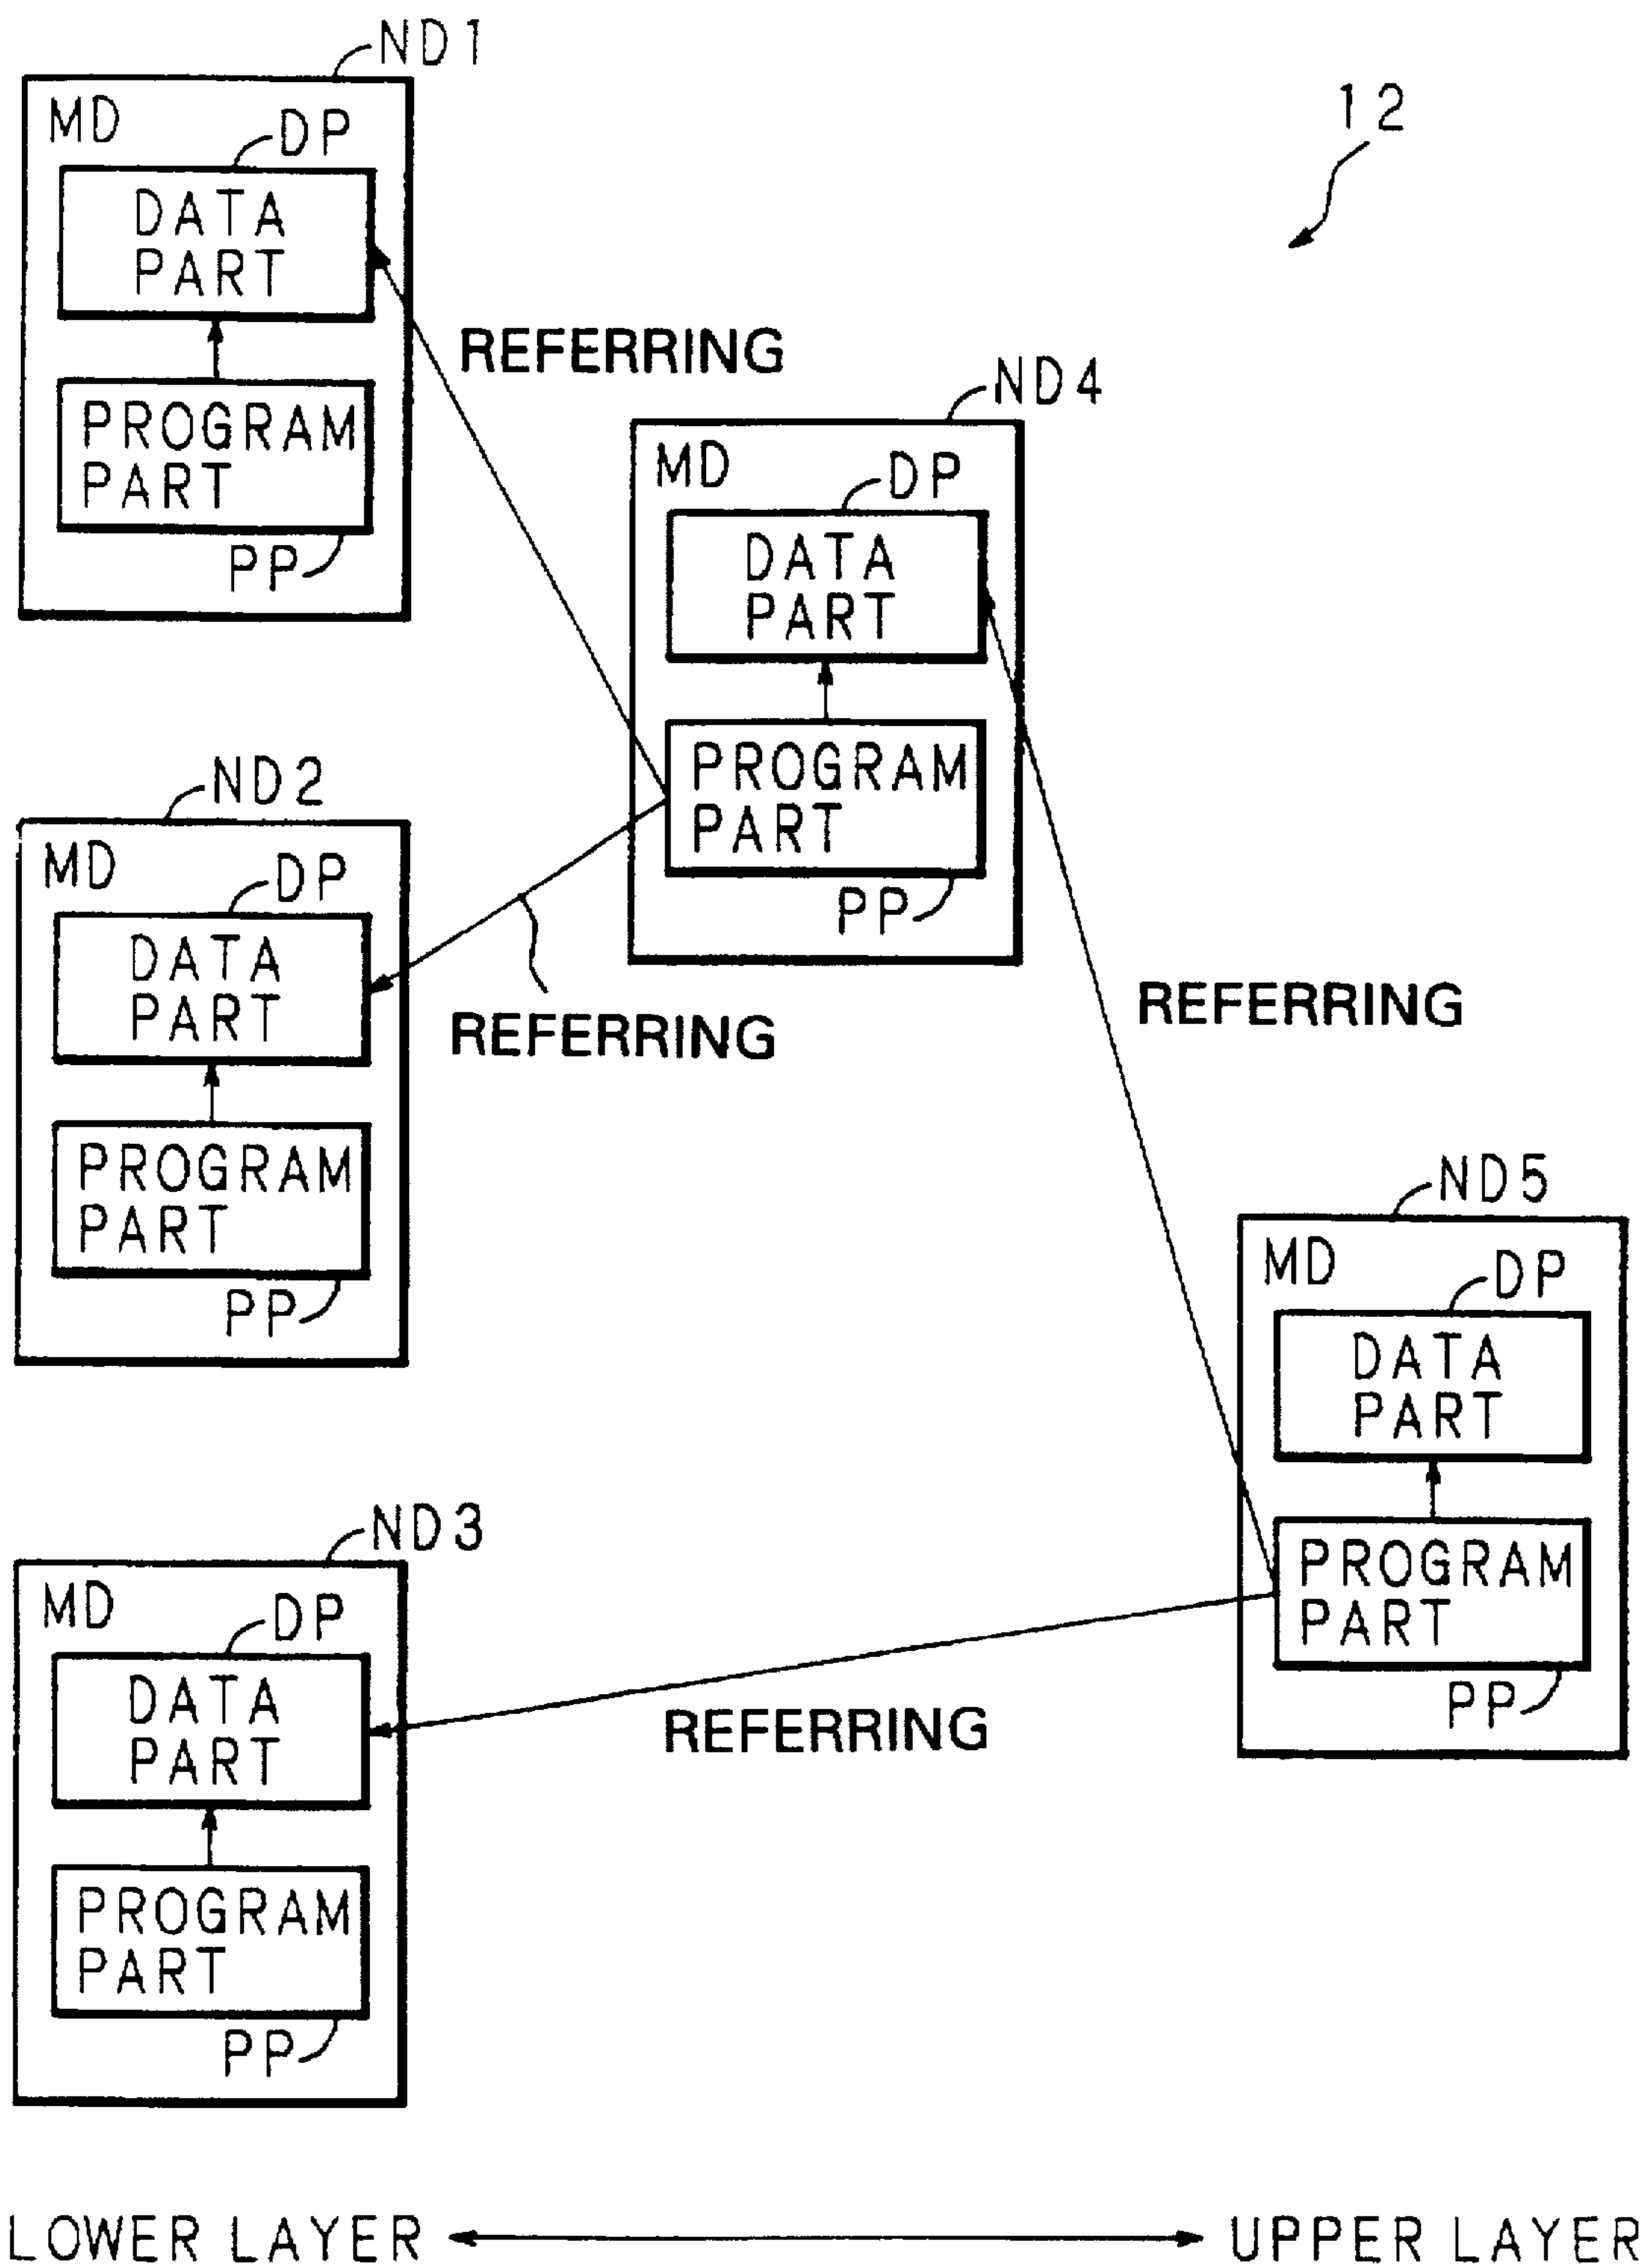 ND1
MD
DP
DATA
PART
PROGRAM
PART
PP
12
REFERRING
ND4
MD
DP
DATA
PART
PROGRAM
PART
PP
ND2
MD
DP
DATA
PART
PROGRAM
PART
PP
REFERRING
REFERRING
ND5
MD
DP
DATA
PART
PROGRAM
PART
PP
ND3
MD
DP
DATA
PART
PROGRAM
PART
PP
REFERRING
LOWER LAYER
UPPER LAYER